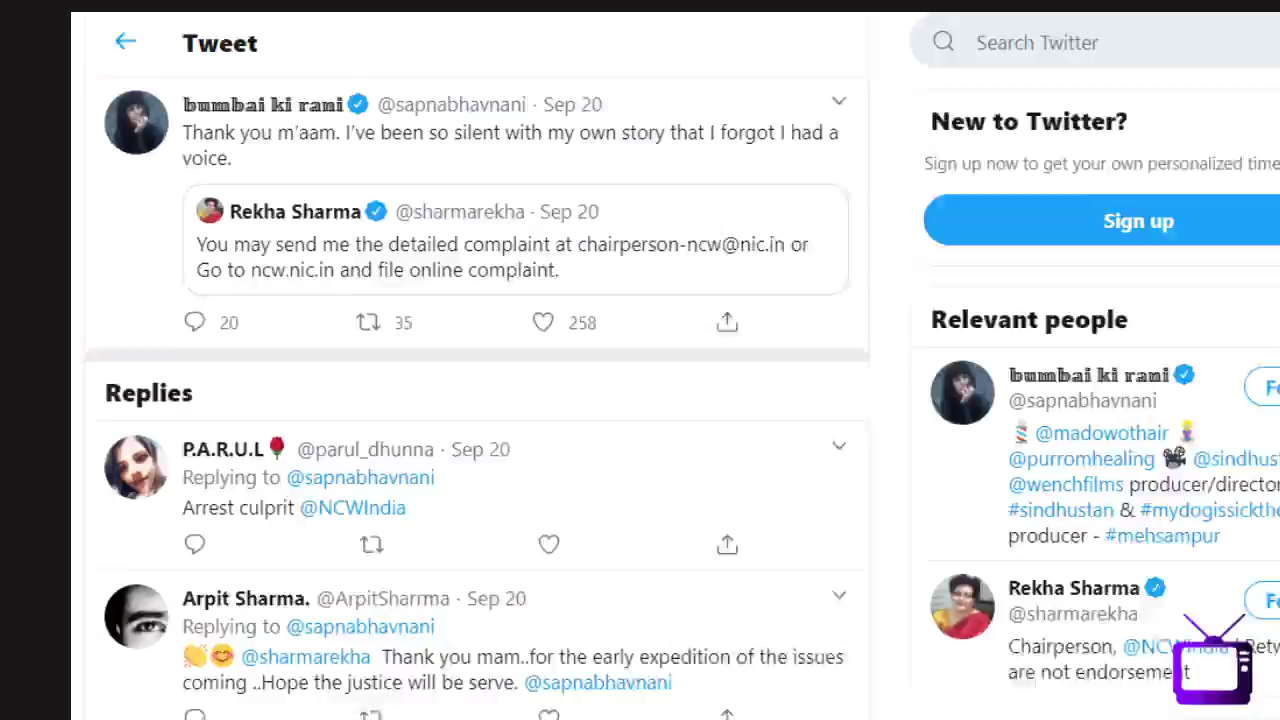 Tweet
Search Twitter
bumbai ki rani @sapnabhavnani · Sep 20
Thank you m'aam. I've been so silent with my own story that I forgot I had a
voice.
Rekha Sharma @sharmarekha · Sep 20
You may send me the detailed complaint at chairperson-ncw@nic.in or
Go to ncw.nic.in and file online complaint.
20 35 258
New to Twitter?
Sign up now to get your own personalized time
Sign up
Replies
P.A.R.U.L🌹 @parul_dhunna · Sep 20
Replying to @sapnabhavnani
Arrest culprit @NCWIndia
Arpit Sharma. @ArpitSharrma · Sep 20
Replying to @sapnabhavnani
👏😊 @sharmarekha Thank you mam..for the early expedition of the issues
coming ..Hope the justice will be serve. @sapnabhavnani
Relevant people
bumbai ki rani
@sapnabhavnani
Fo
💈 @madowothair 💇‍♀️
@purromhealing 🎥 @sindhust
@wenchfilms producer/director
#sindhustan & #mydogissickthe
producer - #mehsampur
Rekha Sharma
@sharmarekha
Fo
Chairperson,
are not endorsement